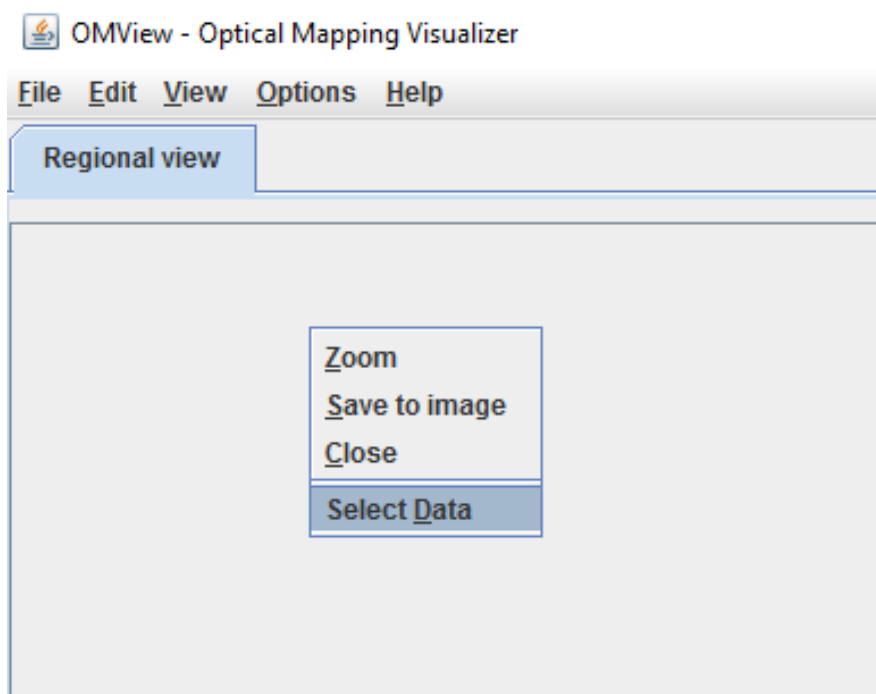 OMView - Optical Mapping Visualizer
File Edit View Options Help
Regional view
Zoom
Save to image
Close
Select Data